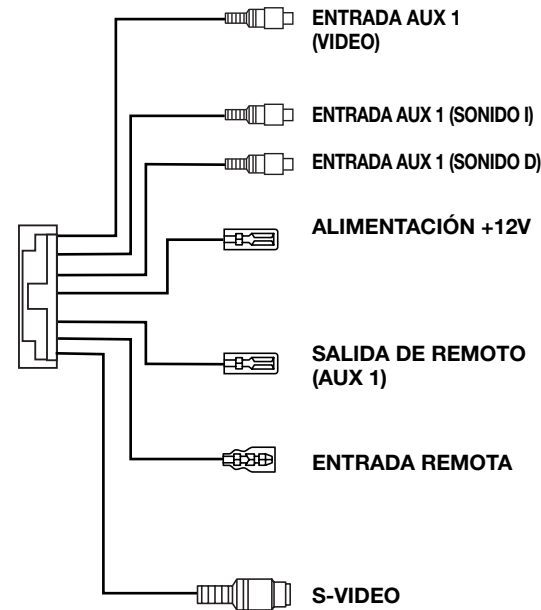 ENTRADA AUX 1
(VIDEO)
ENTRADA AUX 1 (SONIDO I)
ENTRADA AUX 1 (SONIDO D)
ALIMENTACIÓN +12V
SALIDA DE REMOTO
(AUX 1)
ENTRADA REMOTA
S-VIDEO